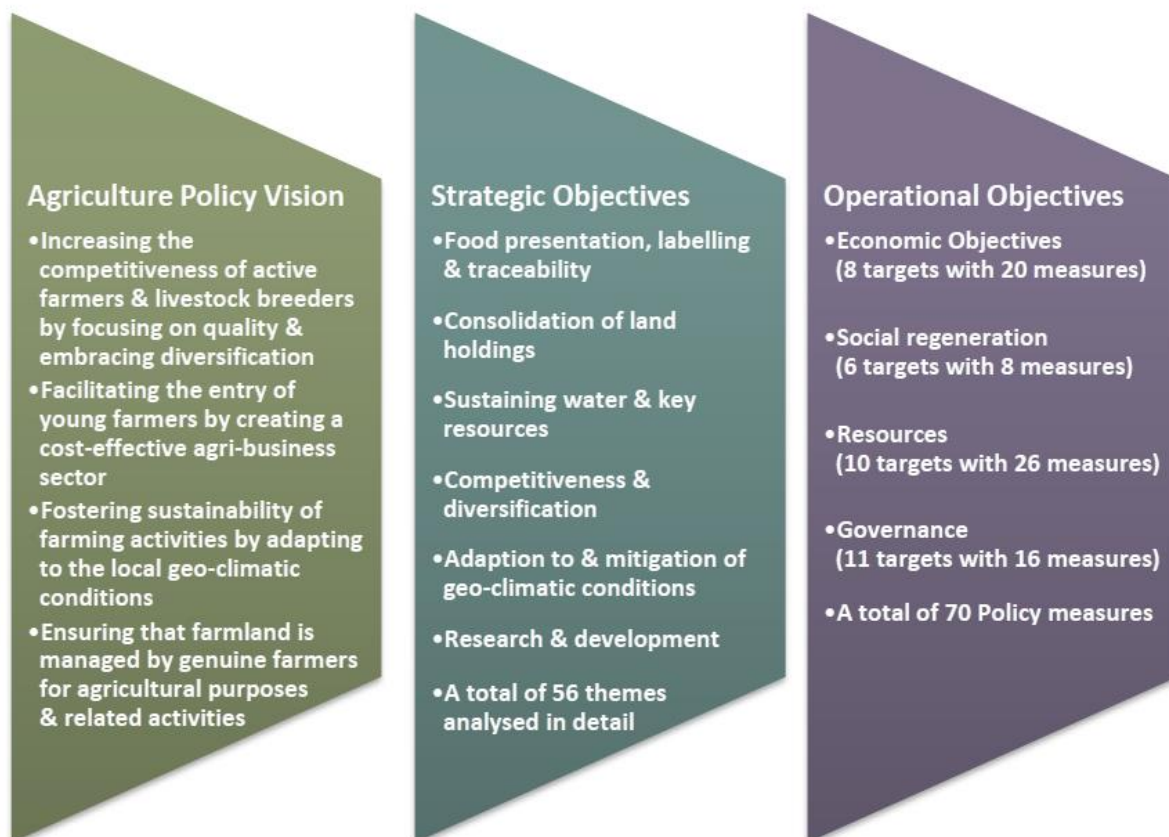 Agriculture Policy Vision
•Increasing the
competitiveness of active
farmers & livestock breeders
by focusing on quality &
embracing diversification
•Facilitating the entry of
young farmers by creating a
cost-effective agri-business
sector
•Fostering sustainability of
farming activities by adapting
to the local geo-climatic
conditions
•Ensuring that farmland is
managed by genuine farmers
for agricultural purposes
& related activities
Strategic Objectives
•Food presentation, labelling
& traceability
•Consolidation of land
holdings
•Sustaining water & key
resources
•Competitiveness &
diversification
•Adaption to & mitigation of
geo-climatic conditions
•Research & development
•A total of 56 themes
analysed in detail
Operational Objectives
•Economic Objectives
(8 targets with 20 measures)
•Social regeneration
(6 targets with 8 measures)
•Resources
(10 targets with 26 measures)
•Governance
(11 targets with 16 measures)
•A total of 70 Policy measures